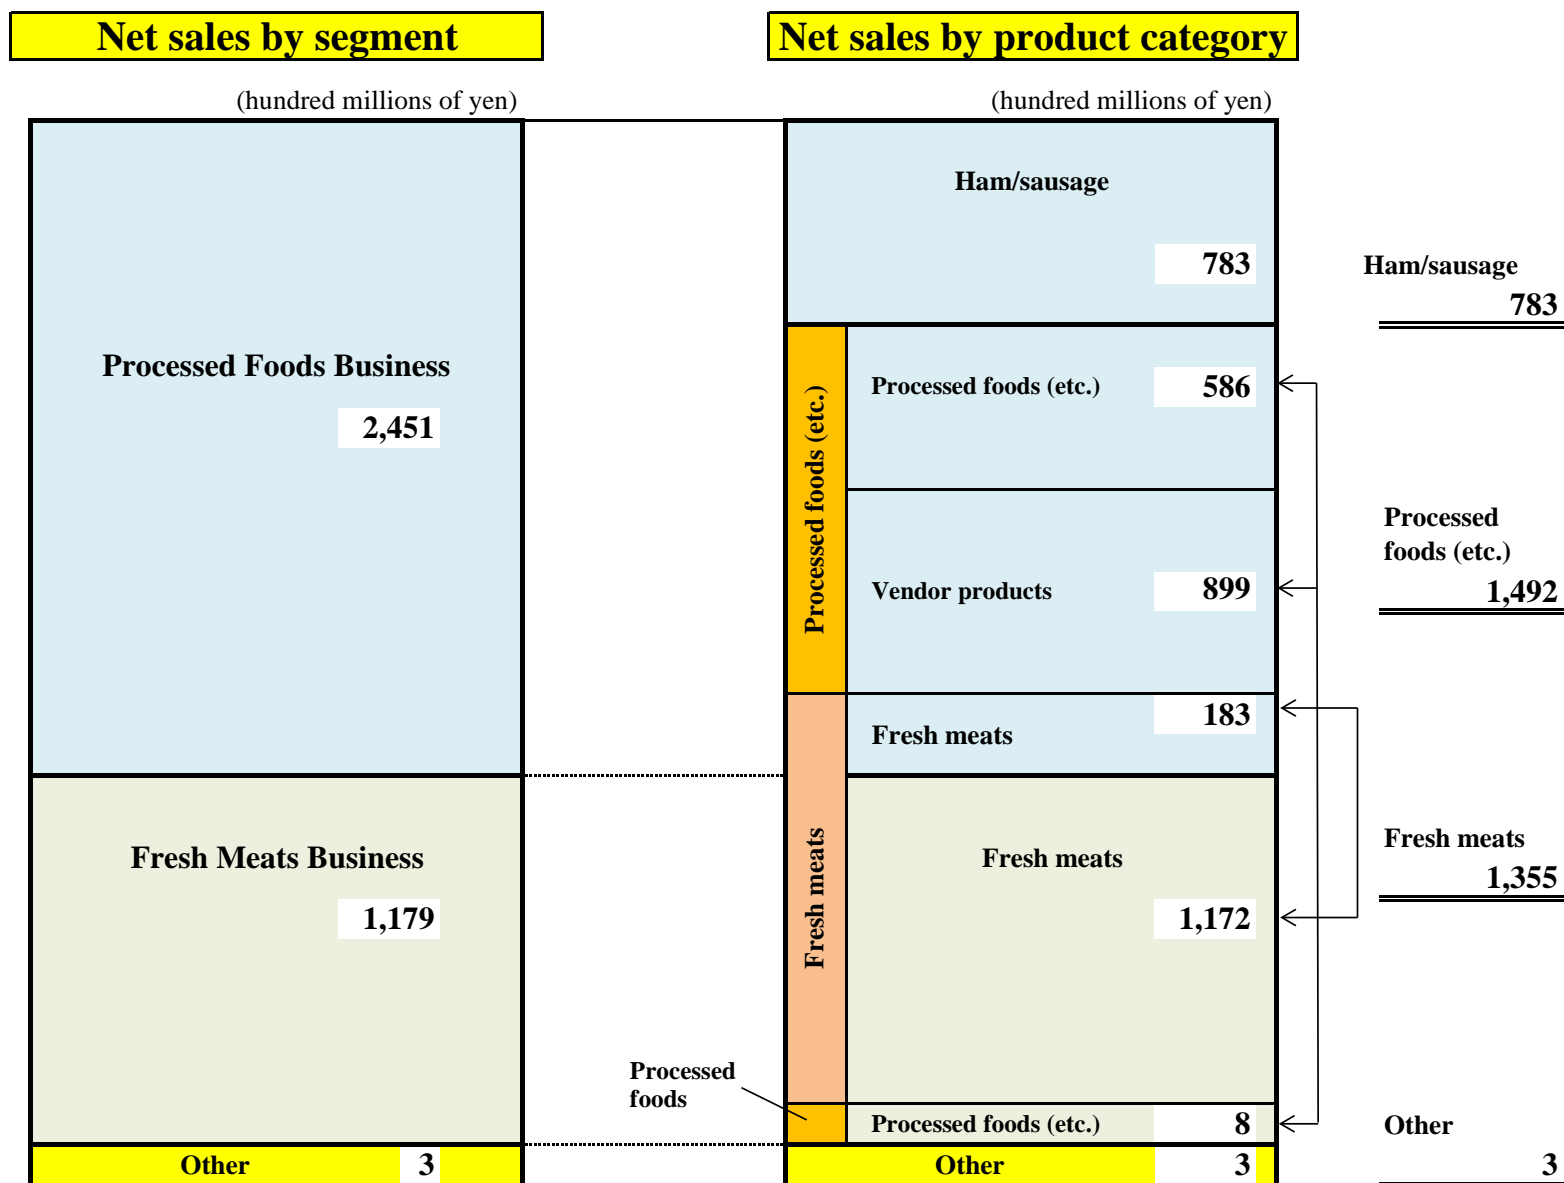 Net sales by segment
Net sales by product category
(hundred millions of yen)
(hundred millions of yen)
Processed Foods Business
2,451
Fresh Meats Business
1,179
Other 3
Ham/sausage
783
Processed foods (etc.)
Processed foods (etc.) 586
Vendor products 899
Fresh meats
183
Fresh meats
Fresh meats
1,172
Processed
foods
Processed foods (etc.) 8
Other 3
Ham/sausage
783
Processed
foods (etc.)
1,492
Fresh meats
1,355
Other
3